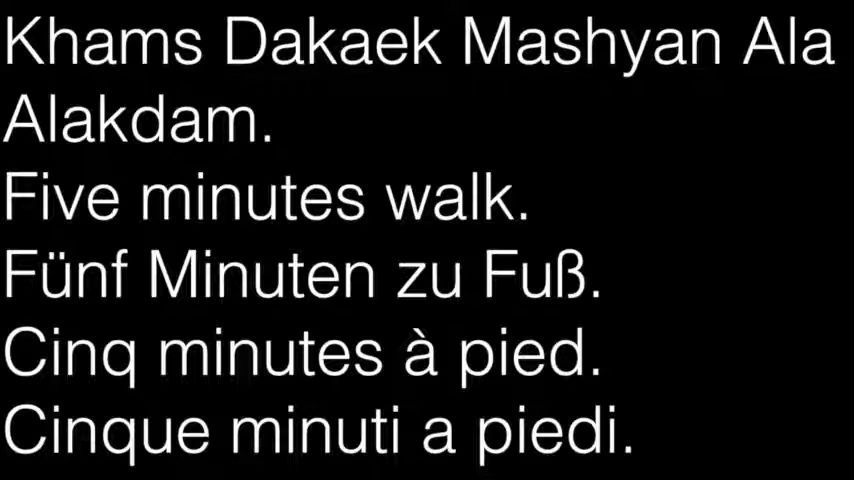 Khams Dakaek Mashyan Ala
Alakdam.
Five minutes walk.
Fünf Minuten zu Fuß.
Cinq minutes à pied.
Cinque minuti a piedi.